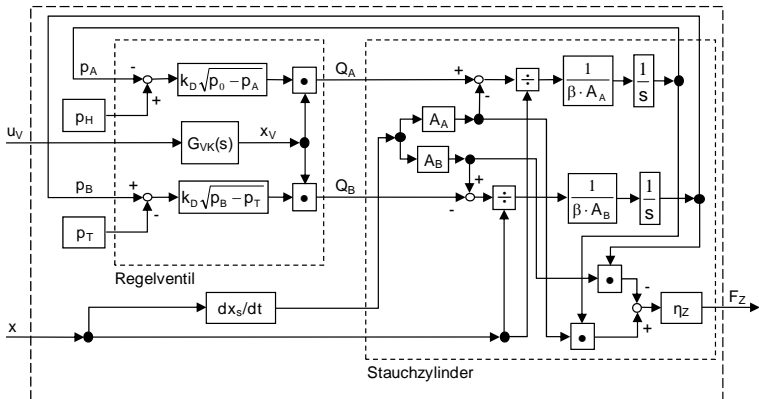 p_A - + k_D√(p_0 – p_A) • Q_A + - ÷ 1/(β · A_A) 1/s
p_H
u_V G_VK(s) x_V A_A
A_B
p_B + - k_D√(p_B – p_T) • Q_B + - ÷ 1/(β · A_B) 1/s
p_T
Regelventil
• -
dx_s/dt η_Z F_Z
x • +
Stauchzylinder